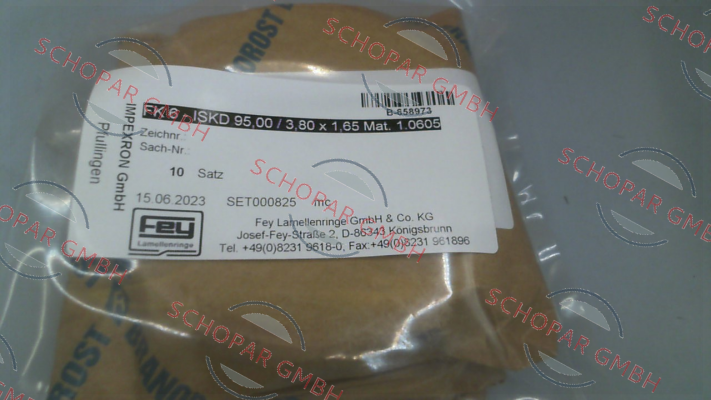 FK 6 ISKD 95,00 / 3,80 x 1,65 Mat. 1.0605
B-658973
Zeichnr.:
Sach-Nr.:
10 Satz
15.06.2023 SET000825 mc
Fey
Lamellenringe
Fey Lamellenringe GmbH & Co. KG
Josef-Fey-Straße 2, D-86343 Königsbrunn
Tel. +49(0)8231 9618-0, Fax:+49(0)8231 961896
IMPEXRON GmbH
Pfullingen
BRANOROST
SCHOPAR GMBH
SCHOPAR GMBH
SCHOPAR GMBH
SCHOPAR GMBH
SCHOPAR GMBH
SCHOPAR GMBH